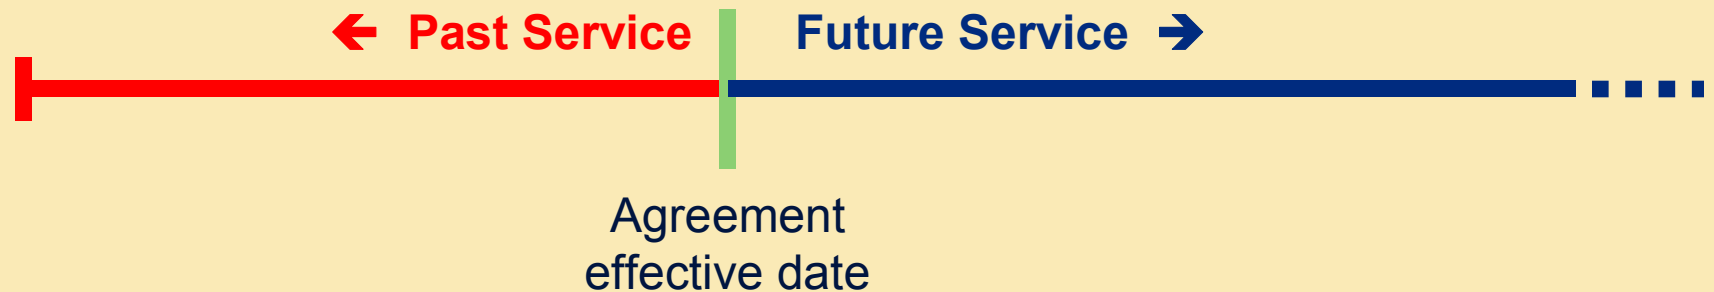 ← Past Service
Future Service →
Agreement
effective date